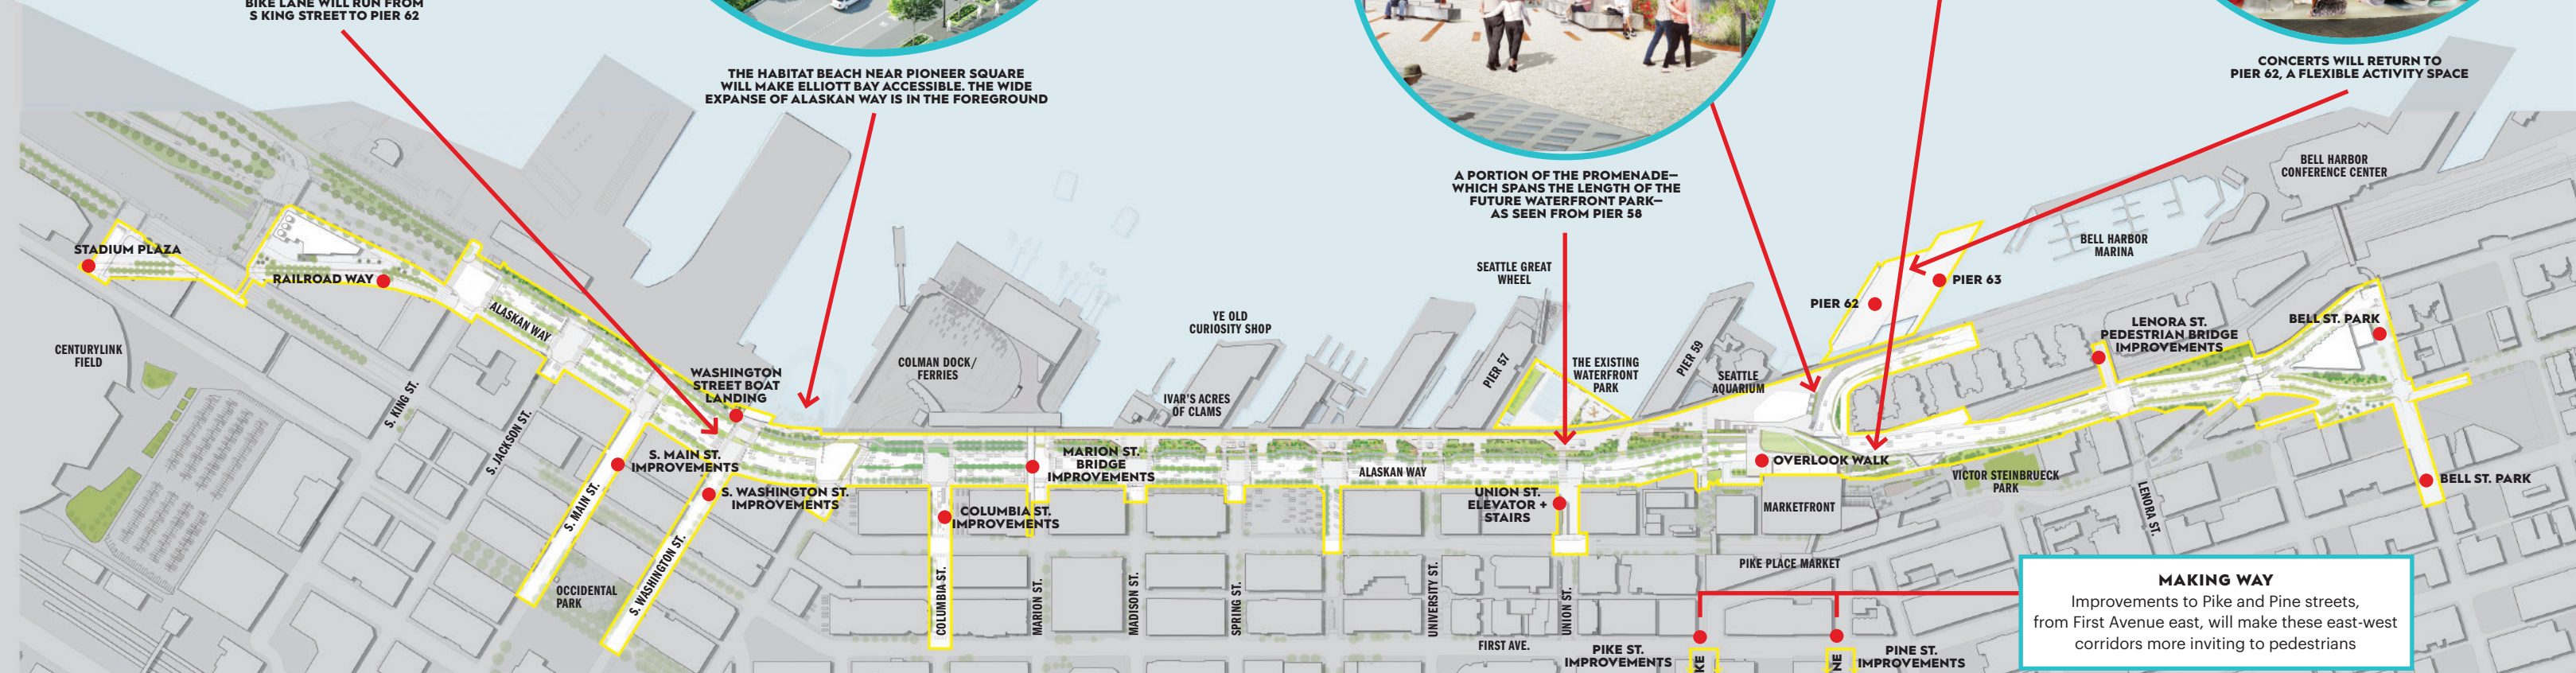 BIKE LANE WILL RUN FROM
S KING STREET TO PIER 62
THE HABITAT BEACH NEAR PIONEER SQUARE
WILL MAKE ELLIOTT BAY ACCESSIBLE. THE WIDE
EXPANSE OF ALASKAN WAY IS IN THE FOREGROUND
A PORTION OF THE PROMENADE—
WHICH SPANS THE LENGTH OF THE
FUTURE WATERFRONT PARK—
AS SEEN FROM PIER 58
CONCERTS WILL RETURN TO
PIER 62, A FLEXIBLE ACTIVITY SPACE
STADIUM PLAZA
RAILROAD WAY
ALASKAN WAY
CENTURYLINK
FIELD
S. KING ST.
S. JACKSON ST.
S. MAIN ST.
IMPROVEMENTS
S. MAIN ST.
OCCIDENTAL
PARK
WASHINGTON
STREET BOAT
LANDING
S. WASHINGTON ST.
IMPROVEMENTS
S. WASHINGTON ST.
COLMAN DOCK/
FERRIES
COLUMBIA ST.
IMPROVEMENTS
COLUMBIA ST.
MARION ST.
BRIDGE
IMPROVEMENTS
MARION ST.
MADISON ST.
YE OLD
CURIOSITY SHOP
IVAR'S ACRES
OF CLAMS
SPRING ST.
ALASKAN WAY
UNIVERSITY ST.
SEATTLE GREAT
WHEEL
PIER 57
THE EXISTING
WATERFRONT
PARK
UNION ST.
ELEVATOR +
STAIRS
UNION ST.
FIRST AVE.
PIER 59
SEATTLE
AQUARIUM
OVERLOOK WALK
MARKETFRONT
PIKE PLACE MARKET
PIKE ST.
IMPROVEMENTS
KE
NE
PINE ST.
IMPROVEMENTS
PIER 62
PIER 63
BELL HARBOR
MARINA
BELL HARBOR
CONFERENCE CENTER
LENORA ST.
PEDESTRIAN BRIDGE
IMPROVEMENTS
BELL ST. PARK
VICTOR STEINBRUECK
PARK
LENORA ST.
BELL ST. PARK
MAKING WAY
Improvements to Pike and Pine streets,
from First Avenue east, will make these east-west
corridors more inviting to pedestrians